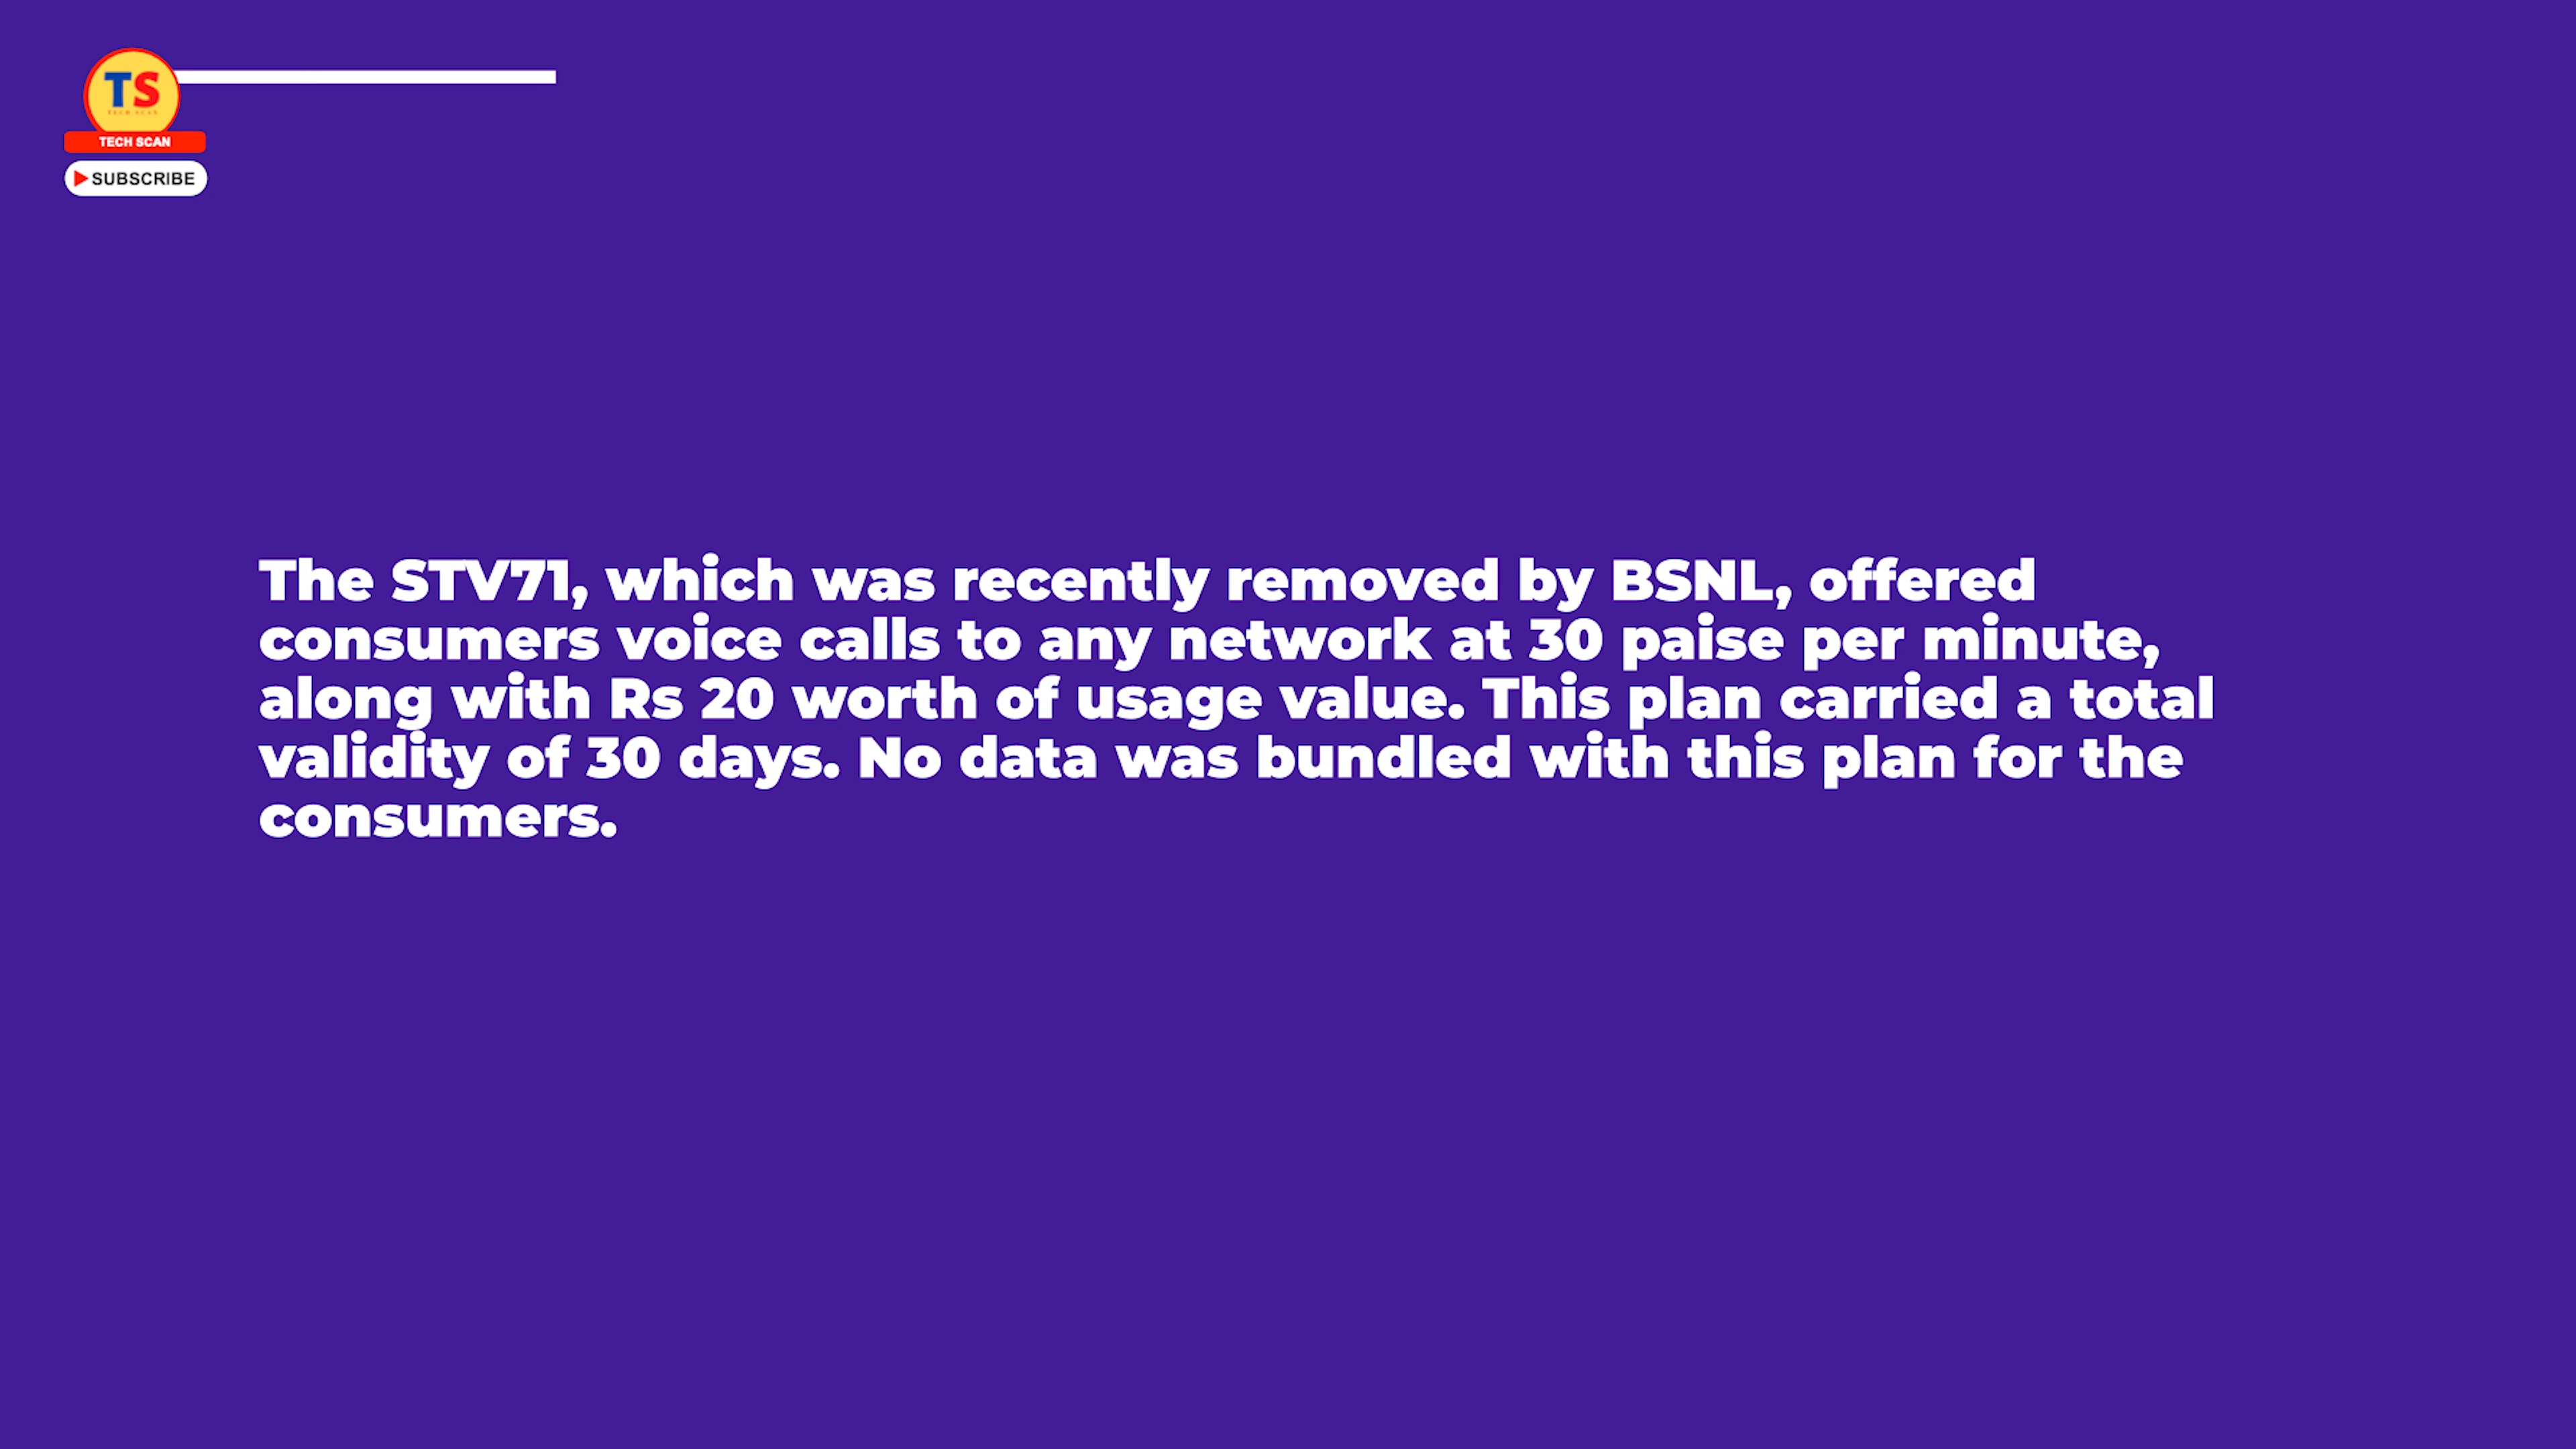 TS
TECH SCAN
TECH SCAN
SUBSCRIBE
The STV71, which was recently removed by BSNL, offered
consumers voice calls to any network at 30 paise per minute,
along with Rs 20 worth of usage value. This plan carried a total
validity of 30 days. No data was bundled with this plan for the
consumers.